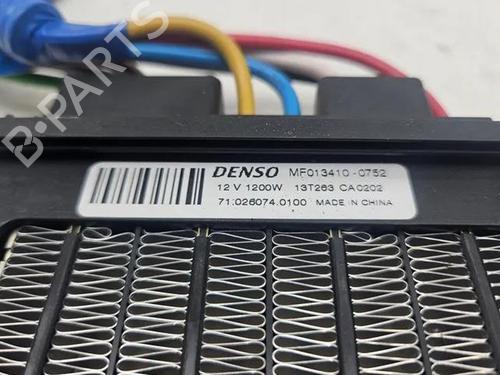 B-PARTS
DENSO MF013410-0752
12 V 1200W 13T263 CA0202
71.026074.0100 MADE IN CHINA